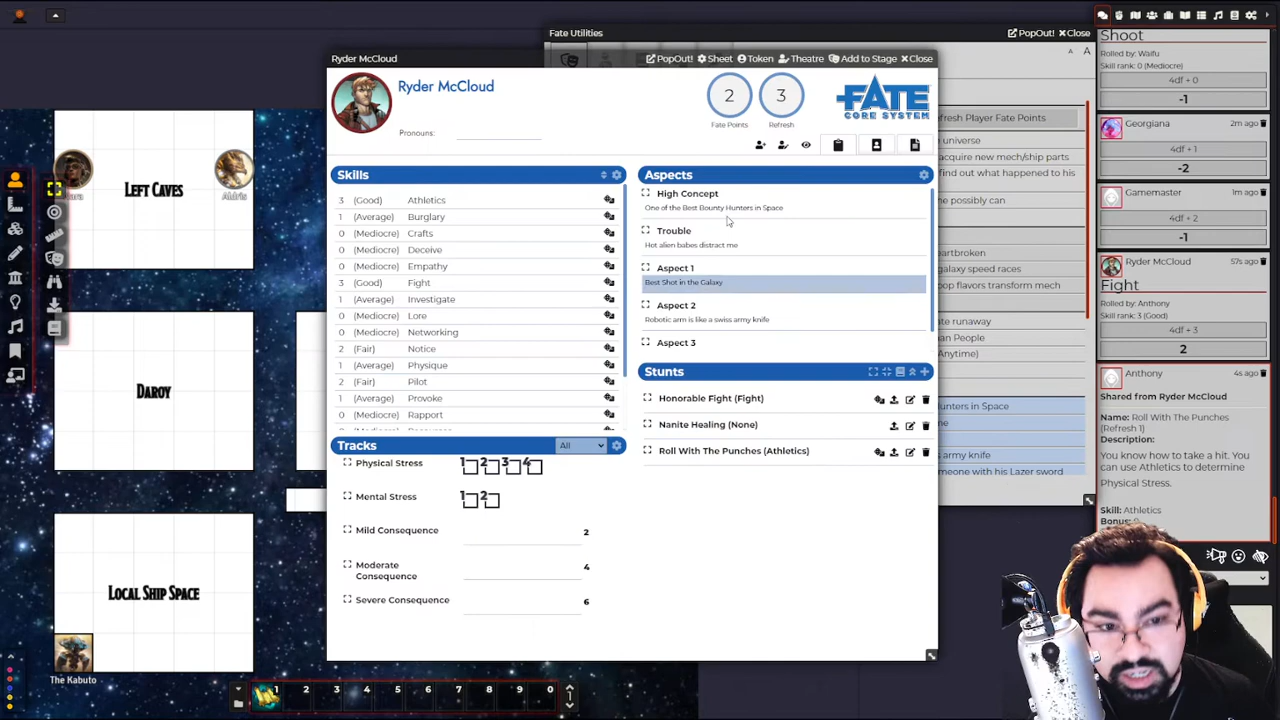 Fate Utilities
PopOut!
Close
Ryder McCloud
PopOut!
Sheet
Token
Theatre
Add to Stage
Close
Ryder McCloud
Pronouns:
2
Fate Points
3
Refresh
FATE
CORE SYSTEM
Skills
3 (Good) Athletics
1 (Average) Burglary
0 (Mediocre) Crafts
0 (Mediocre) Deceive
0 (Mediocre) Empathy
3 (Good) Fight
1 (Average) Investigate
0 (Mediocre) Lore
0 (Mediocre) Networking
2 (Fair) Notice
1 (Average) Physique
2 (Fair) Pilot
1 (Average) Provoke
0 (Mediocre) Rapport
Tracks
All
Physical Stress 1 2 3 4
Mental Stress 1 2
Mild Consequence 2
Moderate
Consequence
4
Severe Consequence 6
Aspects
High Concept
One of the Best Bounty Hunters in Space
Trouble
Hot alien babes distract me
Aspect 1
Best Shot in the Galaxy
Aspect 2
Robotic arm is like a swiss army knife
Aspect 3
Stunts
Honorable Fight (Fight)
Nanite Healing (None)
Roll With The Punches (Athletics)
A A
fresh Player Fate Points
universe
acquire new mech/ship parts
find out what happened to his
he possibly can
artbroken
galaxy speed races
pop flavors transform mech
ate runaway
an People
(Anytime)
unters in Space
me
s army knife
meone with his Lazer sword
Shoot
Rolled by: Waifu
Skill rank: 0 (Mediocre)
4df + 0
-1
Georgiana 2m ago
4df + 1
-2
Gamemaster 1m ago
4df + 2
-1
Ryder McCloud 57s ago
Fight
Rolled by: Anthony
Skill rank: 3 (Good)
4df + 3
2
Anthony 4s ago
Shared from Ryder McCloud
Name: Roll With The Punches
(Refresh 1)
Description:
You know how to take a hit. You
can use Athletics to determine
Physical Stress.
Skill: Athletics
Bonus: 0
LEFT CAVES
Aldris
DAROY
LOCAL SHIP SPACE
The Kabuto
1 2 3 4 5 6 7 8 9 0
1